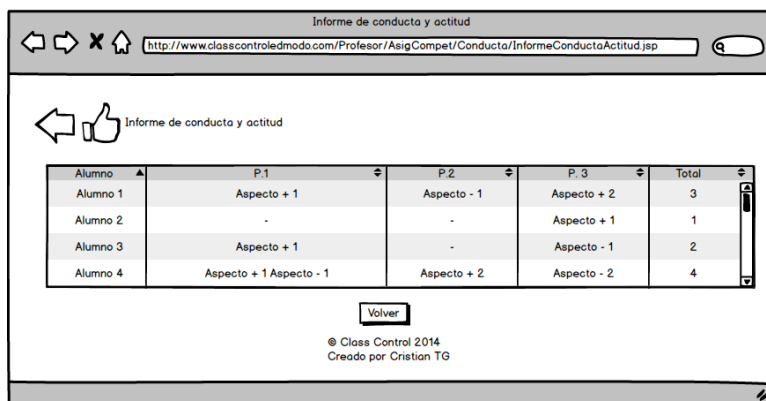 Informe de conducta y actitud
http://www.classcontroledmodo.com/Profesor/AsigCompet/Conducta/InformeConductaActitud.jsp
Informe de conducta y actitud
Alumno P.1 P.2 P. 3 Total
Alumno 1 Aspecto + 1 Aspecto - 1 Aspecto + 2 3
Alumno 2 - - Aspecto + 1 1
Alumno 3 Aspecto + 1 - Aspecto - 1 2
Alumno 4 Aspecto + 1 Aspecto - 1 Aspecto + 2 Aspecto - 2 4
Volver
© Class Control 2014
Creado por Cristian TG